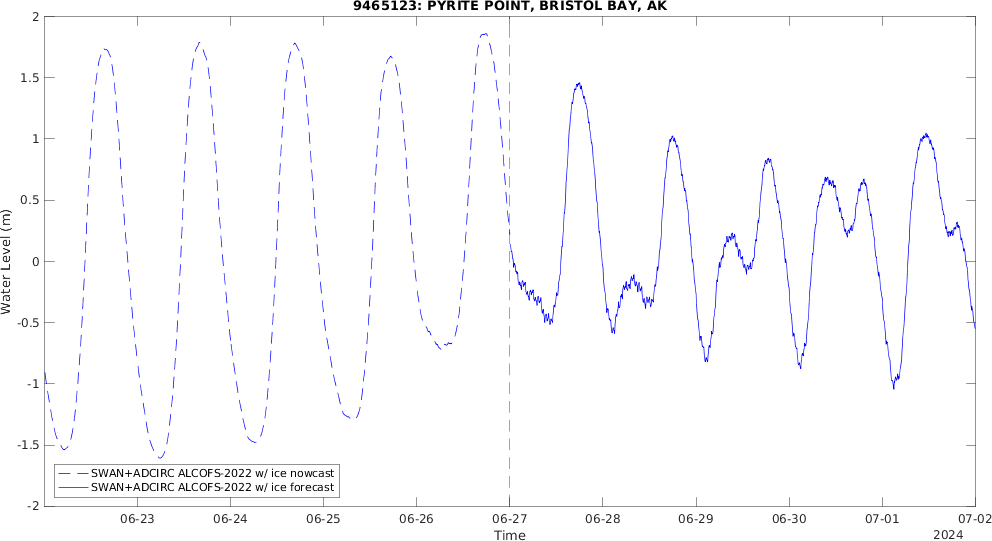 9465123: PYRITE POINT, BRISTOL BAY, AK
2
1.5
1
0.5
0
-0.5
-1
-1.5
-2
Water Level (m)
SWAN+ADCIRC ALCOFS-2022 w/ ice nowcast
SWAN+ADCIRC ALCOFS-2022 w/ ice forecast
06-23 06-24 06-25 06-26 06-27 06-28 06-29 06-30 07-01 07-02
Time
2024